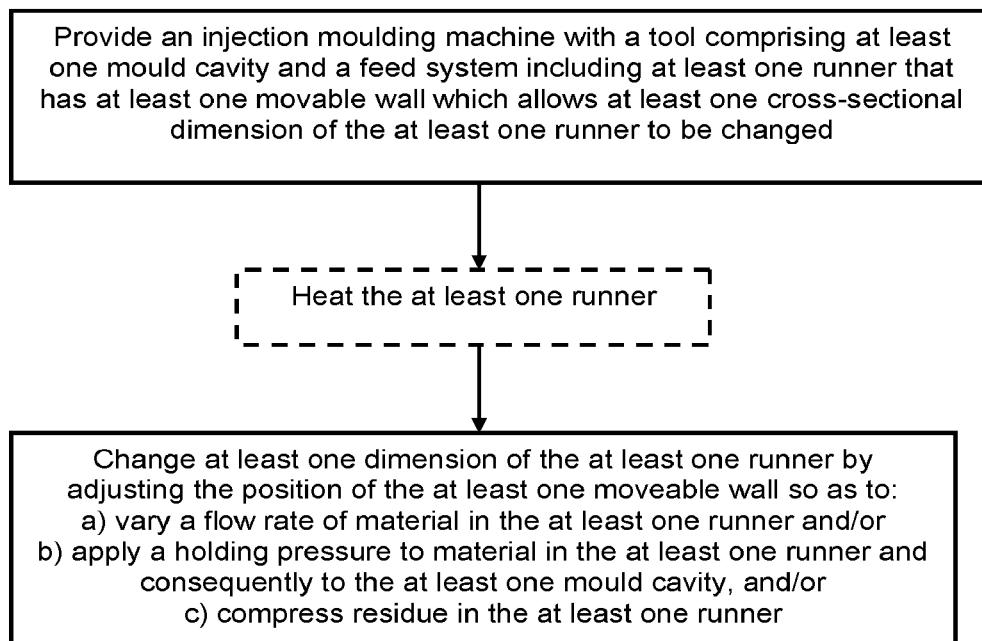 Provide an injection moulding machine with a tool comprising at least
one mould cavity and a feed system including at least one runner that
has at least one movable wall which allows at least one cross-sectional
dimension of the at least one runner to be changed
Heat the at least one runner
Change at least one dimension of the at least one runner by
adjusting the position of the at least one moveable wall so as to:
a) vary a flow rate of material in the at least one runner and/or
b) apply a holding pressure to material in the at least one runner and
consequently to the at least one mould cavity, and/or
c) compress residue in the at least one runner